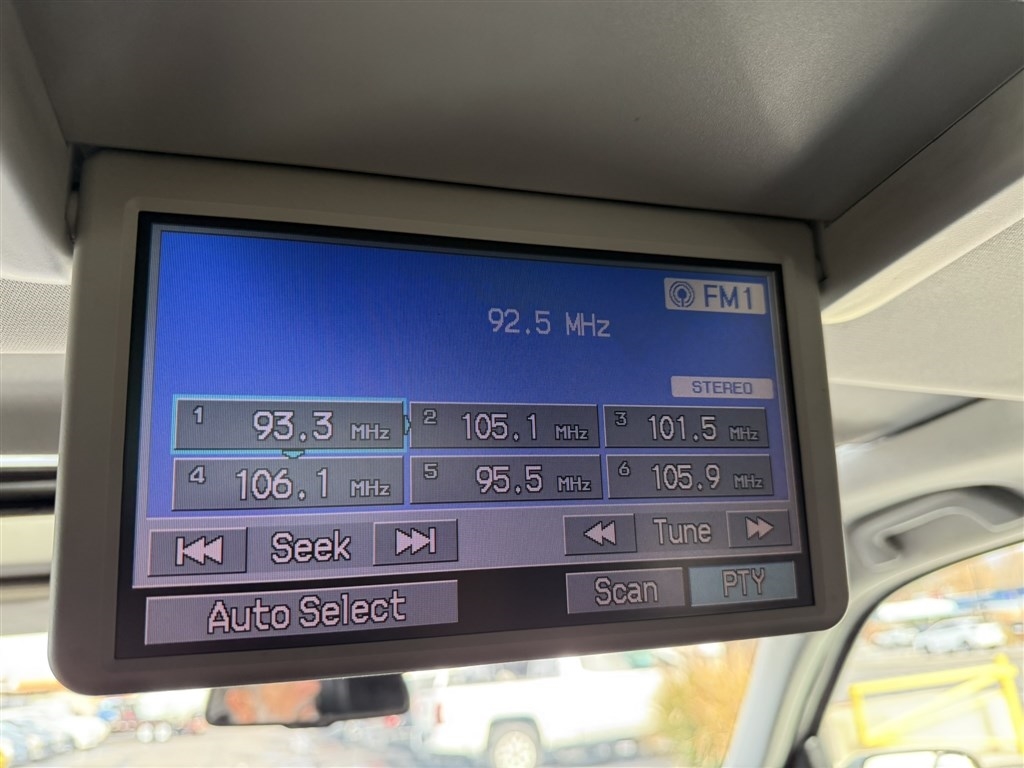 FM1
92.5 MHz
STEREO
1 93.3 MHz 2 105.1 MHz 3 101.5 MHz
4 106.1 MHz 5 95.5 MHz 6 105.9 MHz
Seek Tune
Auto Select Scan PTY